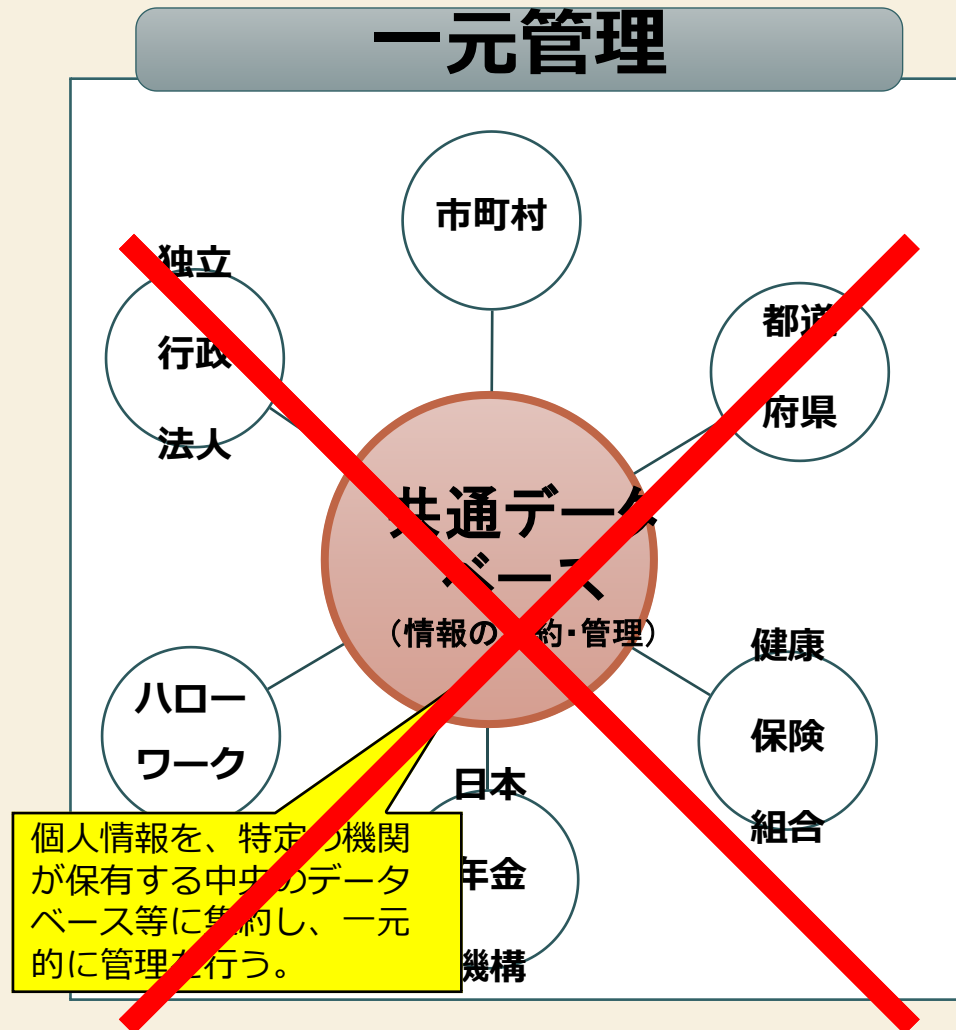 一元管理
市町村
独立
行政
法人
都道
府県
共通データ
ベース
(情報の集約・管理)
健康
保険
組合
ハロー
ワーク
日本
年金
機構
個人情報を、特定の機関
が保有する中央のデータ
ベース等に集約し、一元
的に管理を行う。